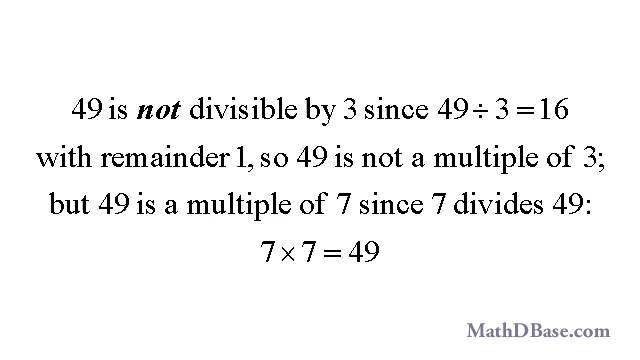 49 is not divisible by 3 since 49 ÷ 3 = 16
with remainder 1, so 49 is not a multiple of 3;
but 49 is a multiple of 7 since 7 divides 49:
7 × 7 = 49
MathDBase.com